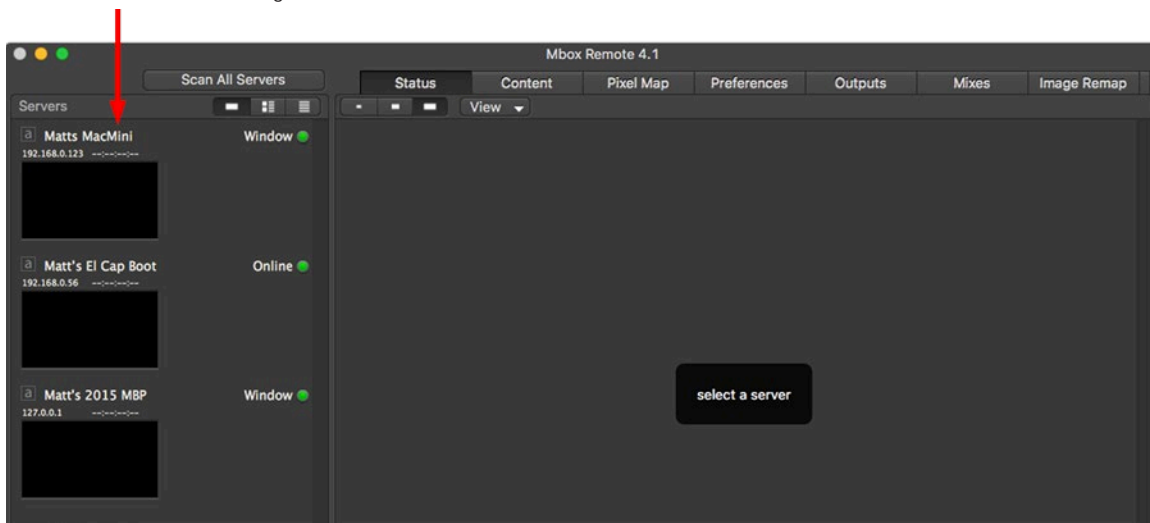 Mbox Remote 4.1
Scan All Servers
Status Content Pixel Map Preferences Outputs Mixes Image Remap
Servers
View
a Matts MacMini Window
192.168.0.123 --:--:--:--
a Matt's El Cap Boot Online
192.168.0.56 --:--:--:--
a Matt's 2015 MBP Window
127.0.0.1 --:--:--:--
select a server